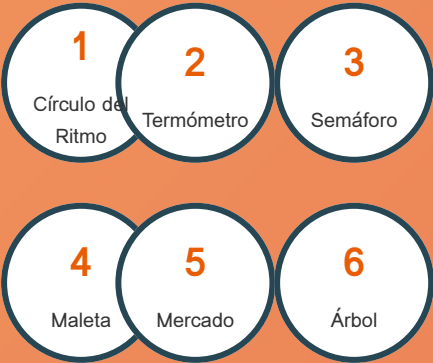 1
Círculo del
Ritmo
2
Termómetro
3
Semáforo
4
Maleta
5
Mercado
6
Árbol